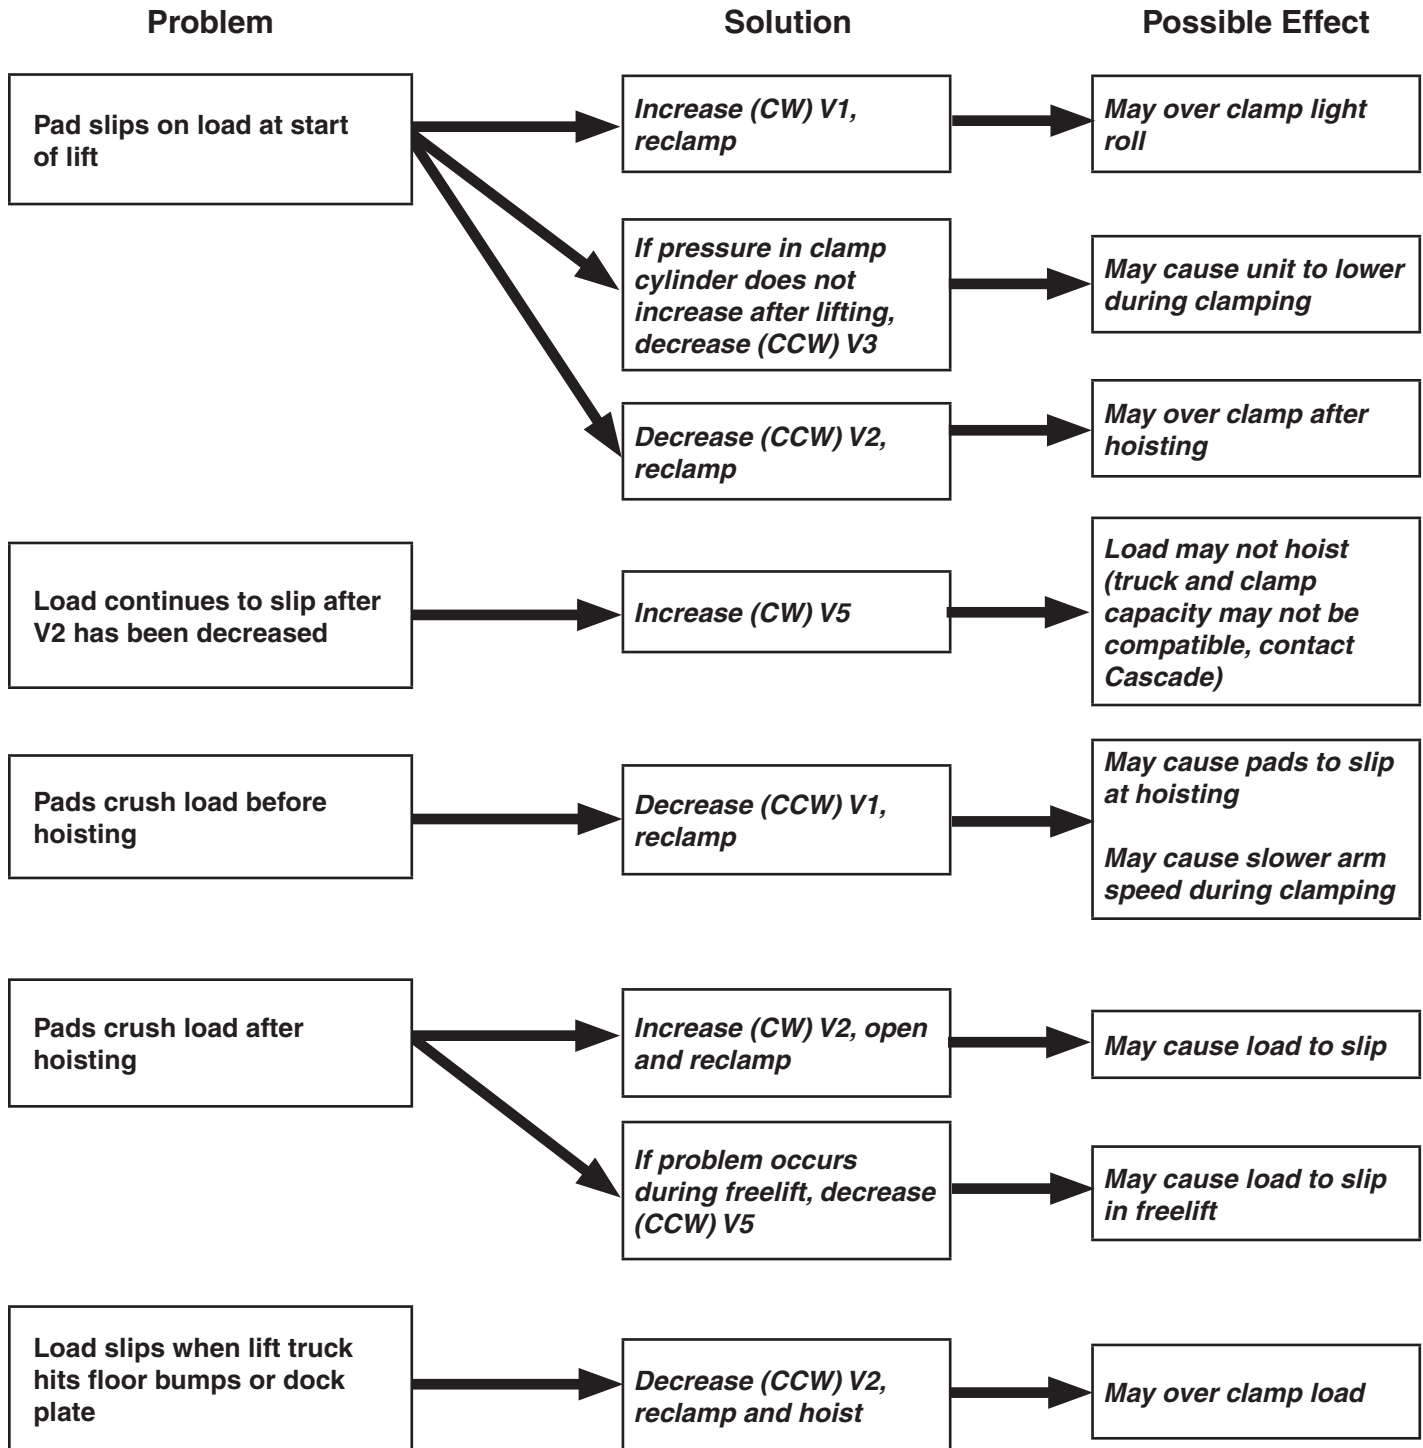 Problem
Solution
Possible Effect
Pad slips on load at start
of lift
Increase (CW) V1,
reclamp
May over clamp light
roll
If pressure in clamp
cylinder does not
increase after lifting,
decrease (CCW) V3
May cause unit to lower
during clamping
Decrease (CCW) V2,
reclamp
May over clamp after
hoisting
Load continues to slip after
V2 has been decreased
Increase (CW) V5
Load may not hoist
(truck and clamp
capacity may not be
compatible, contact
Cascade)
Pads crush load before
hoisting
Decrease (CCW) V1,
reclamp
May cause pads to slip
at hoisting
May cause slower arm
speed during clamping
Pads crush load after
hoisting
Increase (CW) V2, open
and reclamp
May cause load to slip
If problem occurs
during freelift, decrease
(CCW) V5
May cause load to slip
in freelift
Load slips when lift truck
hits floor bumps or dock
plate
Decrease (CCW) V2,
reclamp and hoist
May over clamp load